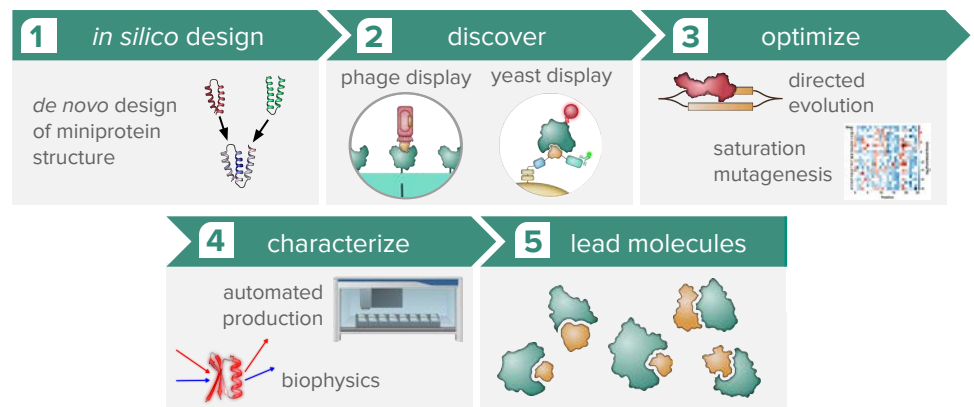 1 in silico design
de novo design
of miniprotein
structure
2 discover
phage display
yeast display
3 optimize
directed
evolution
saturation
mutagenesis
4 characterize
automated
production
biophysics
5 lead molecules